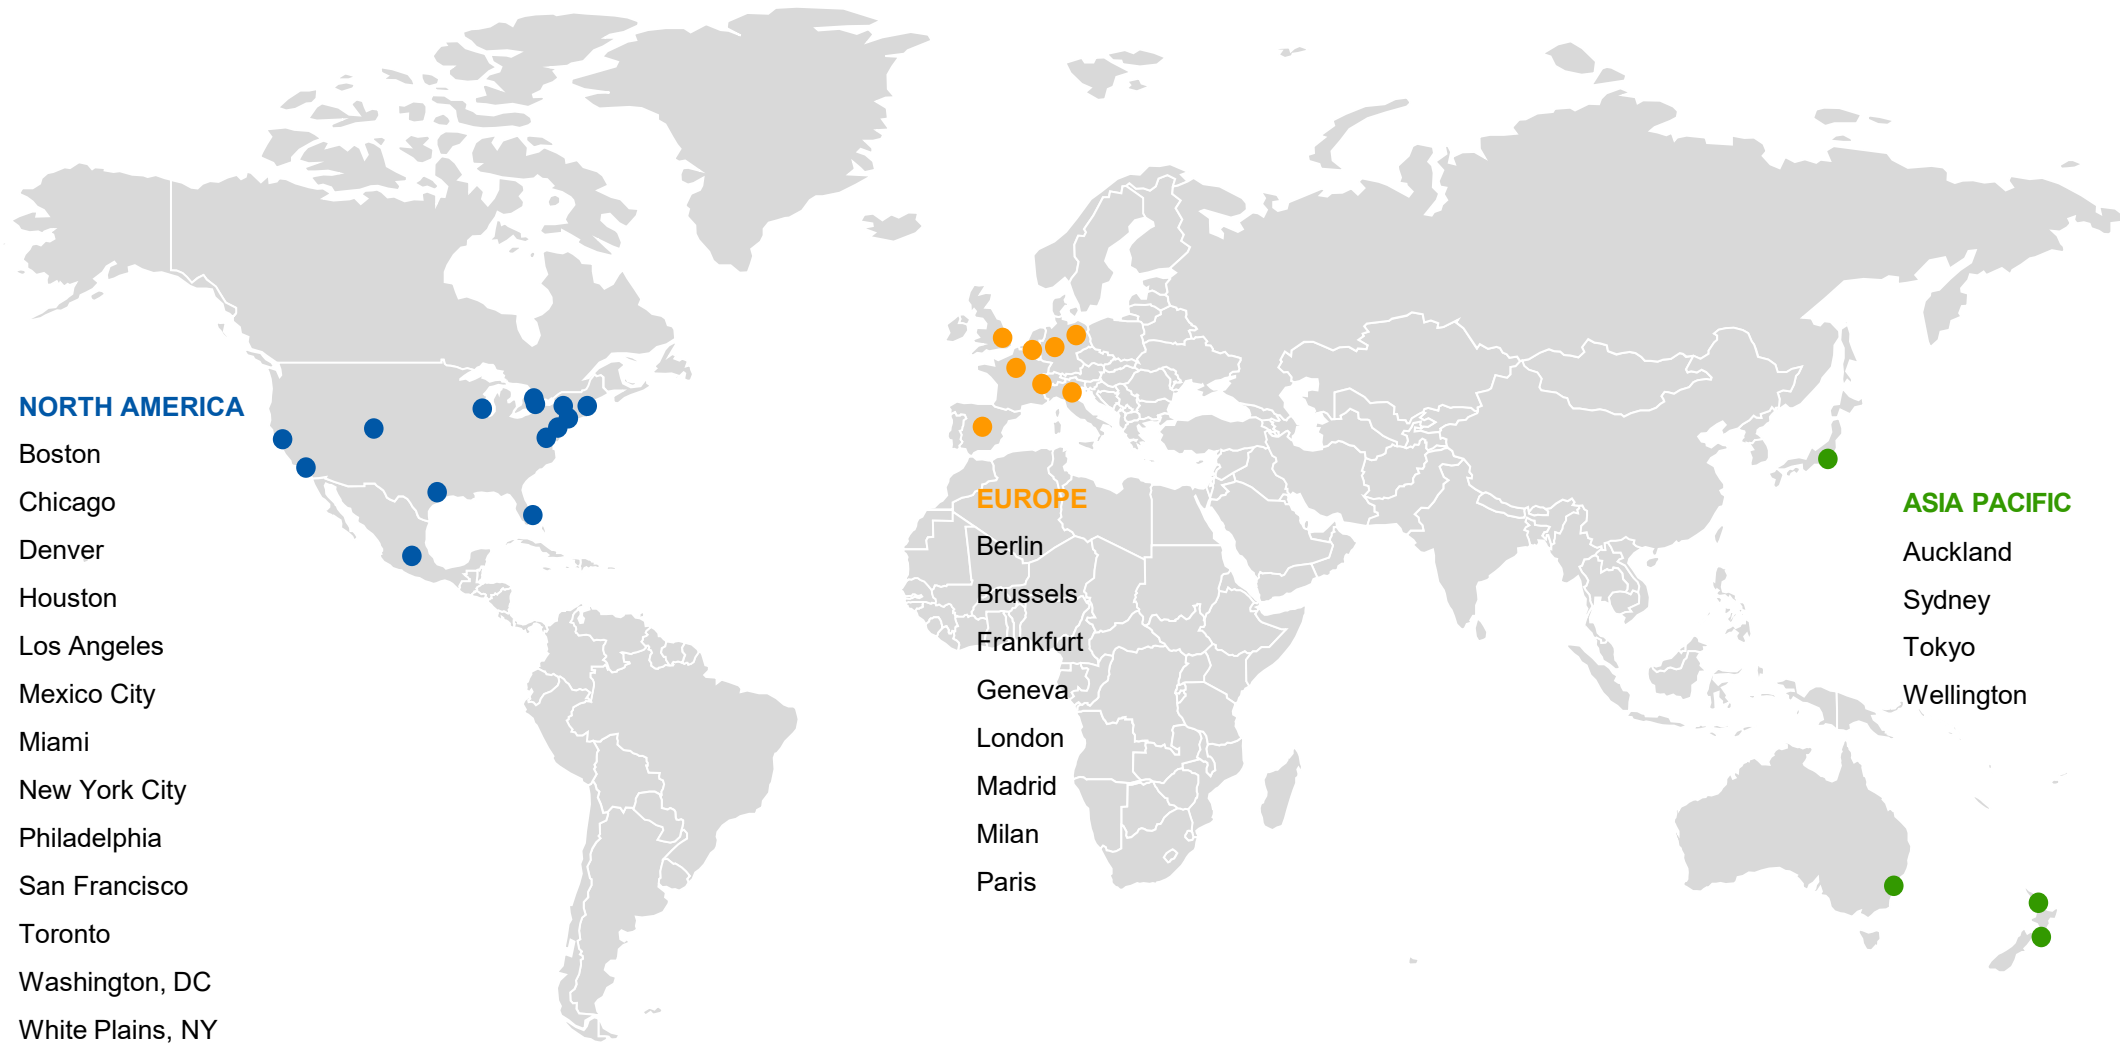 NORTH AMERICA
Boston
Chicago
Denver
Houston
Los Angeles
Mexico City
Miami
New York City
Philadelphia
San Francisco
Toronto
Washington, DC
White Plains, NY
EUROPE
Berlin
Brussels
Frankfurt
Geneva
London
Madrid
Milan
Paris
ASIA PACIFIC
Auckland
Sydney
Tokyo
Wellington